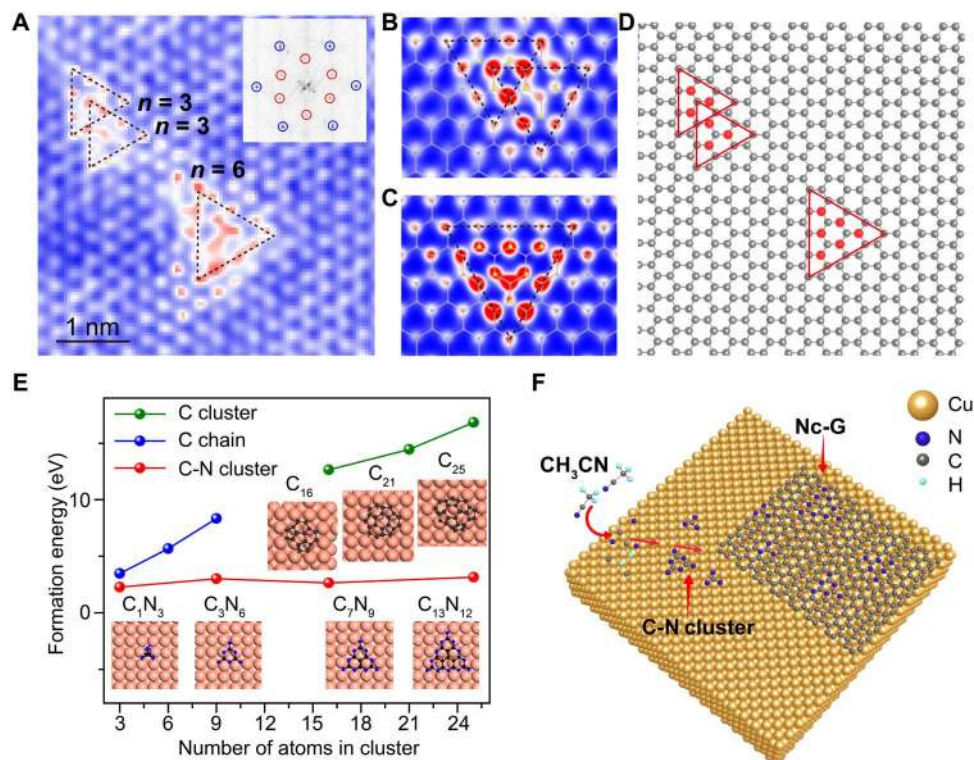 A
n = 3
n = 3
n = 6
1 nm
B
C
D
E
C cluster
C chain
C-N cluster
C16
C21
C25
C1N3
C3N6
C7N9
C13N12
10
0
Formation energy (eV)
3 6 9 12 15 18 21 24
Number of atoms in cluster
F
CH3CN
Nc-G
C-N cluster
Cu
N
C
H